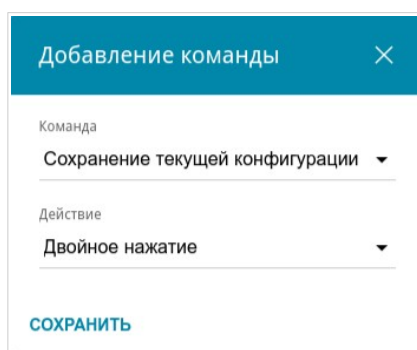 Добавление команды
Команда
Сохранение текущей конфигурации
Действие
Двойное нажатие
СОХРАНИТЬ